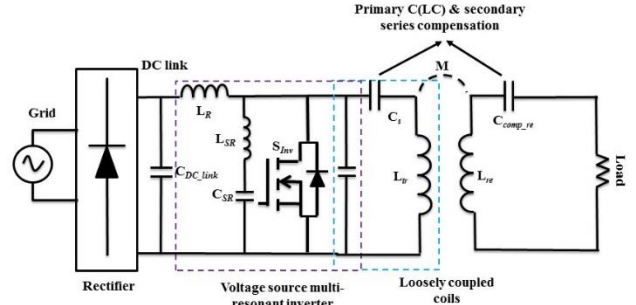 Primary C(LC) & secondary
series compensation
DC link
M
Grid
L_R
C_t
C_comp_re
L_SR
S_Inv
C_DC_link
C_SR
L_tr
L_re
Load
Rectifier
Voltage source multi-
resonant inverter
Loosely coupled
coils